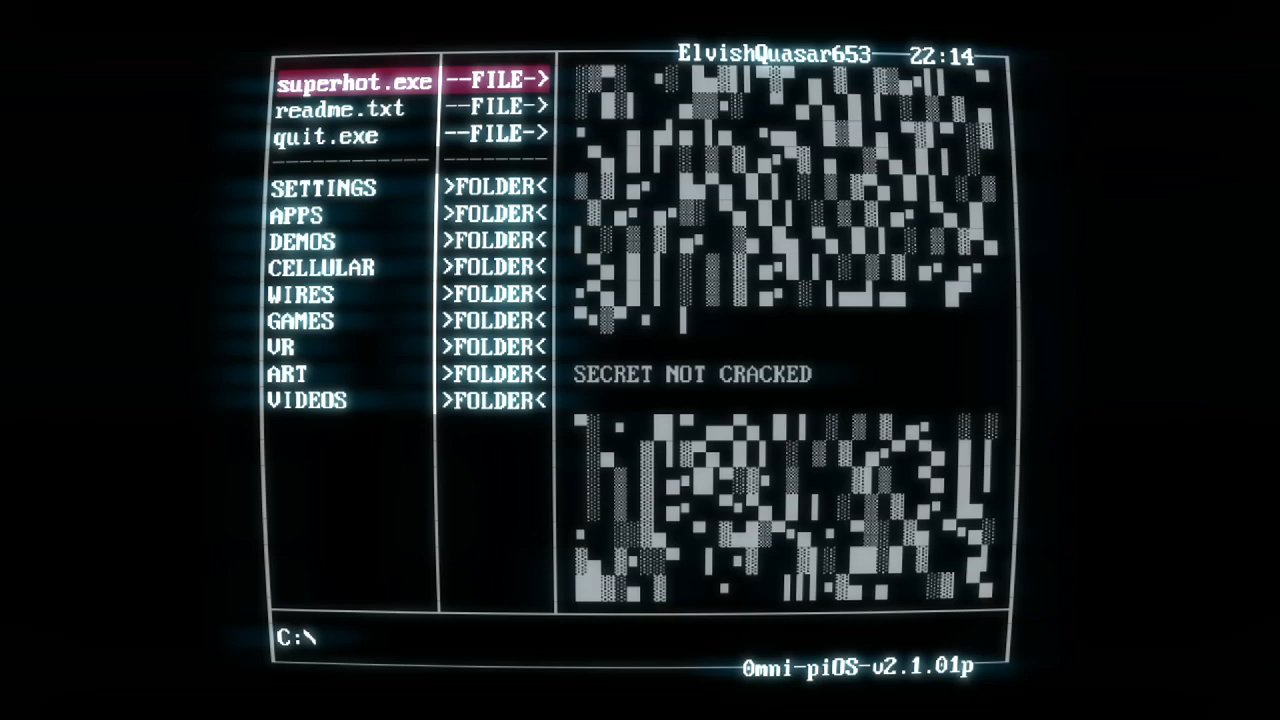 ElvishQuasar653 22:14
superhot.exe --FILE->
readme.txt --FILE->
quit.exe --FILE->
------------ --------
SETTINGS >FOLDER<
APPS >FOLDER<
DEMOS >FOLDER<
CELLULAR >FOLDER<
WIRES >FOLDER<
GAMES >FOLDER<
VR >FOLDER<
ART >FOLDER<
VIDEOS >FOLDER<
SECRET NOT CRACKED
C:\
0mni-piOS-v2.1.01p